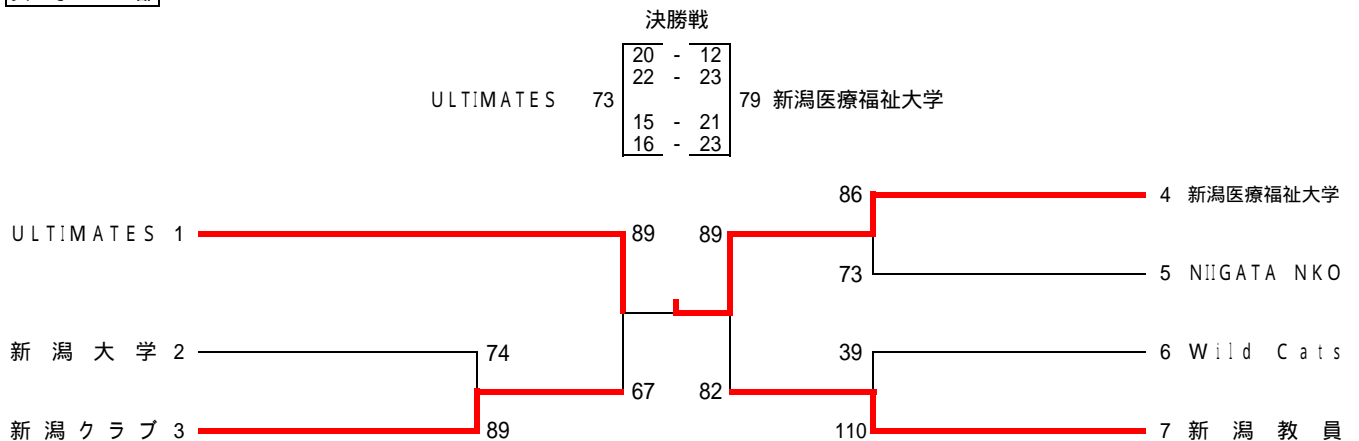 決勝戦
20 - 12
22 - 23
ULTIMATES 73 79 新潟医療福祉大学
15 - 21
16 - 23
86 4 新潟医療福祉大学
ULTIMATES 1 89 89
73 5 NIIGATA NKO
新潟大学 2 74 39 6 Wild Cats
67 82
新潟クラブ 3 89 110 7 新潟教員